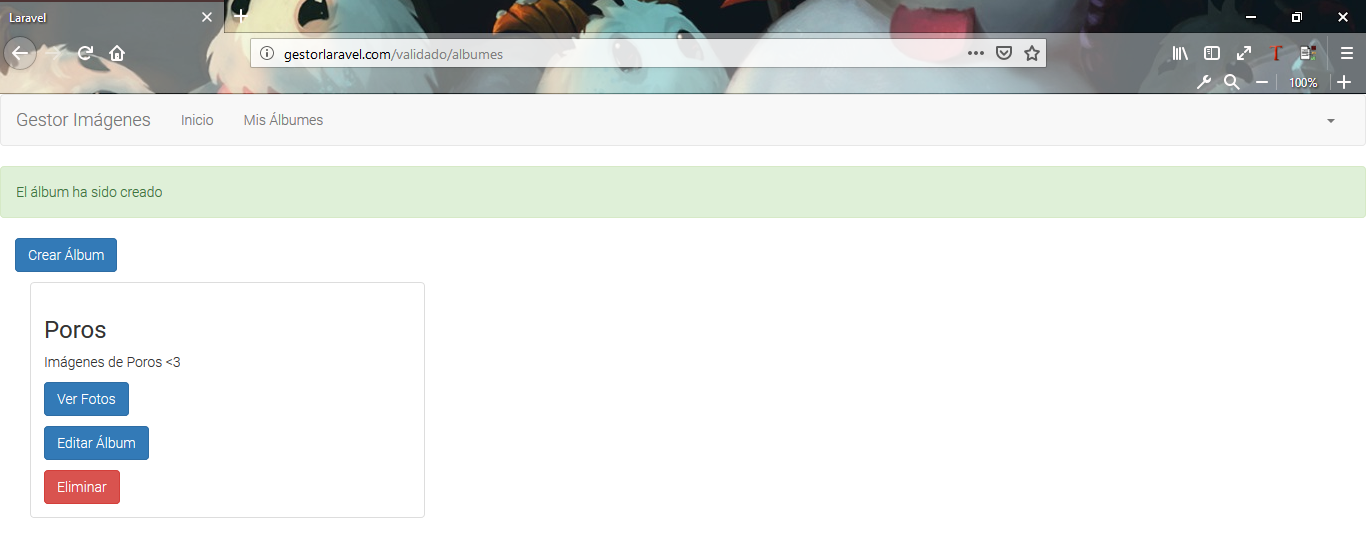 Laravel
gestorlaravel.com/validado/albumes
100%
Gestor Imágenes Inicio Mis Álbumes
El álbum ha sido creado
Crear Álbum
Poros
Imágenes de Poros <3
Ver Fotos
Editar Álbum
Eliminar